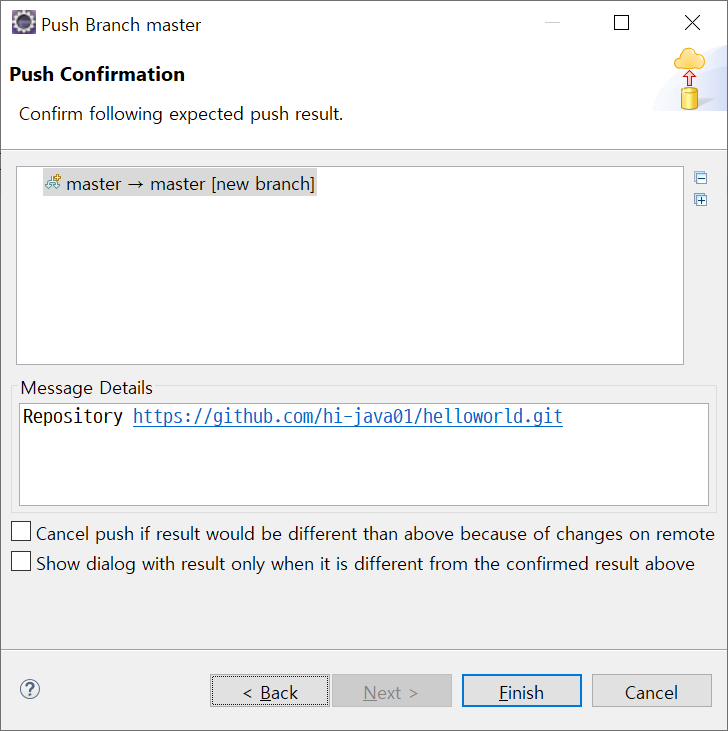 Push Branch master
Push Confirmation
Confirm following expected push result.
master → master [new branch]
Message Details
Repository https://github.com/hi-java01/helloworld.git
Cancel push if result would be different than above because of changes on remote
Show dialog with result only when it is different from the confirmed result above
? < Back Next > Finish Cancel